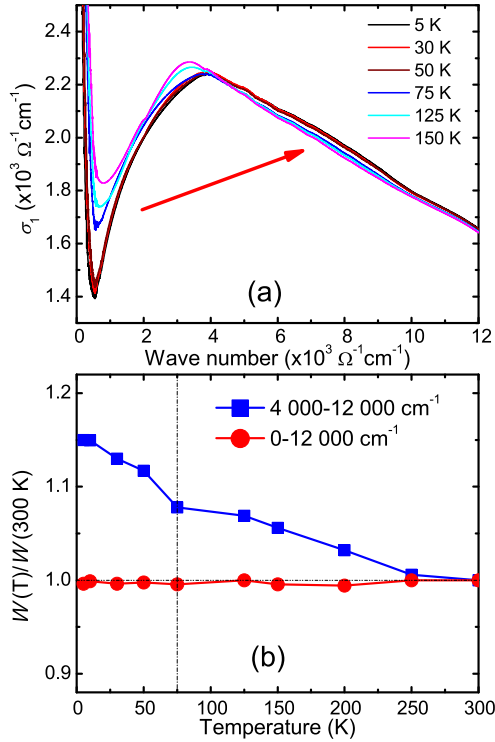 2.4
2.2
2.0
1.8
1.6
1.4
σ₁ (x10³ Ω⁻¹cm⁻¹)
5 K
30 K
50 K
75 K
125 K
150 K
(a)
0 2 4 6 8 10 12
Wave number (x10³ Ω⁻¹cm⁻¹)
1.2
1.1
1.0
0.9
W(T)/W(300 K)
4 000-12 000 cm⁻¹
0-12 000 cm⁻¹
(b)
0 50 100 150 200 250 300
Temperature (K)